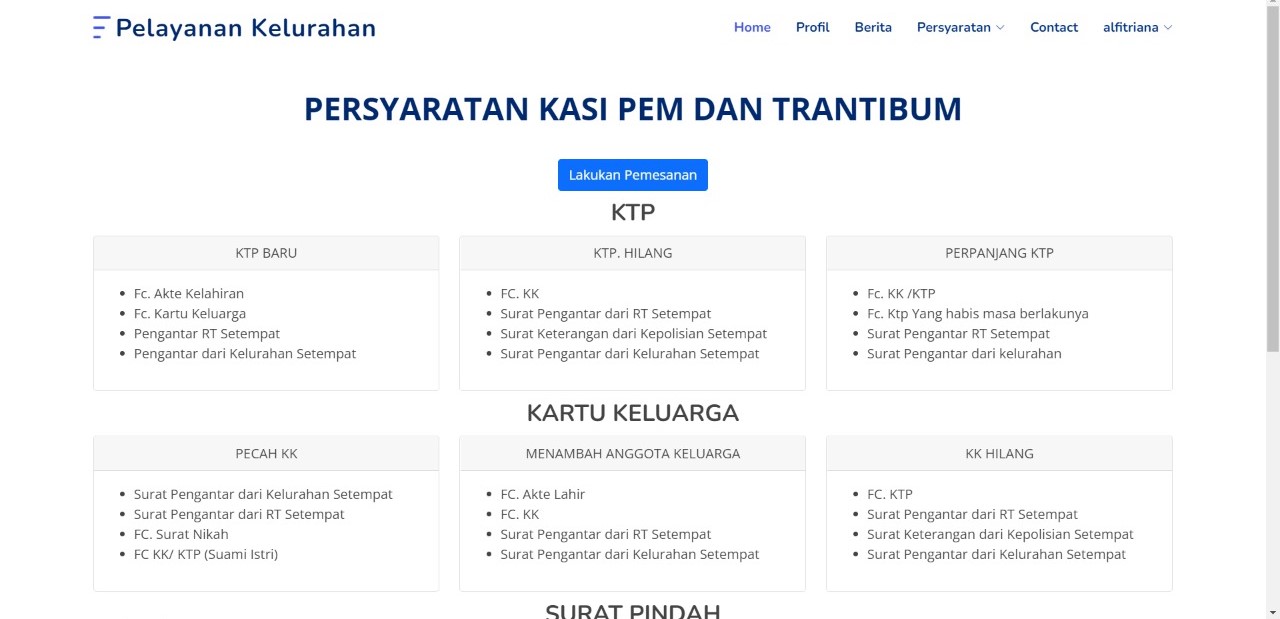 Pelayanan Kelurahan
Home Profil Berita Persyaratan Contact alfitriana
PERSYARATAN KASI PEM DAN TRANTIBUM
Lakukan Pemesanan
KTP
KTP BARU
Fc. Akte Kelahiran
Fc. Kartu Keluarga
Pengantar RT Setempat
Pengantar dari Kelurahan Setempat
KTP. HILANG
FC. KK
Surat Pengantar dari RT Setempat
Surat Keterangan dari Kepolisian Setempat
Surat Pengantar dari Kelurahan Setempat
PERPANJANG KTP
Fc. KK /KTP
Fc. Ktp Yang habis masa berlakunya
Surat Pengantar RT Setempat
Surat Pengantar dari kelurahan
KARTU KELUARGA
PECAH KK
Surat Pengantar dari Kelurahan Setempat
Surat Pengantar dari RT Setempat
FC. Surat Nikah
FC KK/ KTP (Suami Istri)
MENAMBAH ANGGOTA KELUARGA
FC. Akte Lahir
FC. KK
Surat Pengantar dari RT Setempat
Surat Pengantar dari Kelurahan Setempat
KK HILANG
FC. KTP
Surat Pengantar dari RT Setempat
Surat Keterangan dari Kepolisian Setempat
Surat Pengantar dari Kelurahan Setempat
SURAT PINDAH